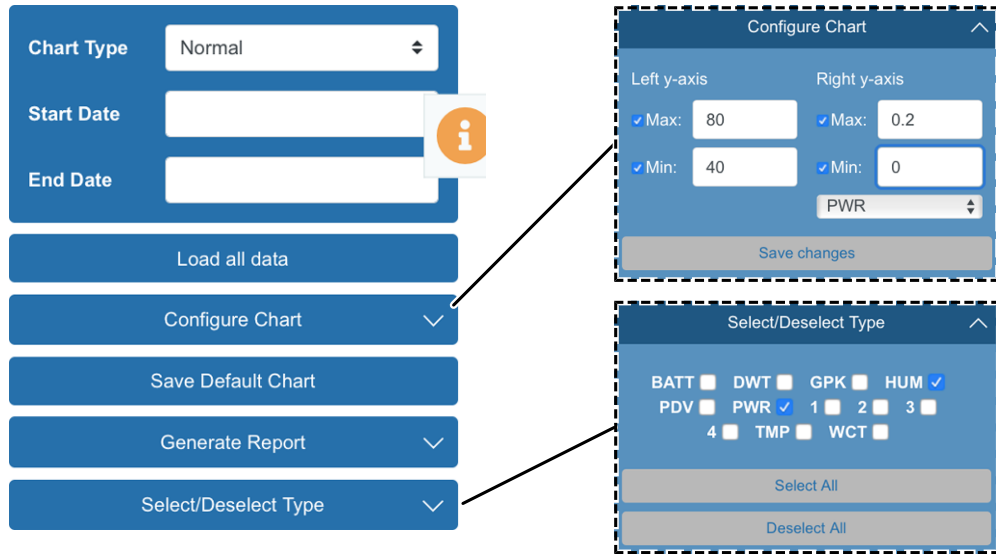 Chart Type Normal
Start Date
End Date
Load all data
Configure Chart
Save Default Chart
Generate Report
Select/Deselect Type
Configure Chart
Left y-axis Right y-axis
Max: 80 Max: 0.2
Min: 40 Min: 0
PWR
Save changes
Select/Deselect Type
BATT DWT GPK HUM
PDV PWR 1 2 3
4 TMP WCT
Select All
Deselect All